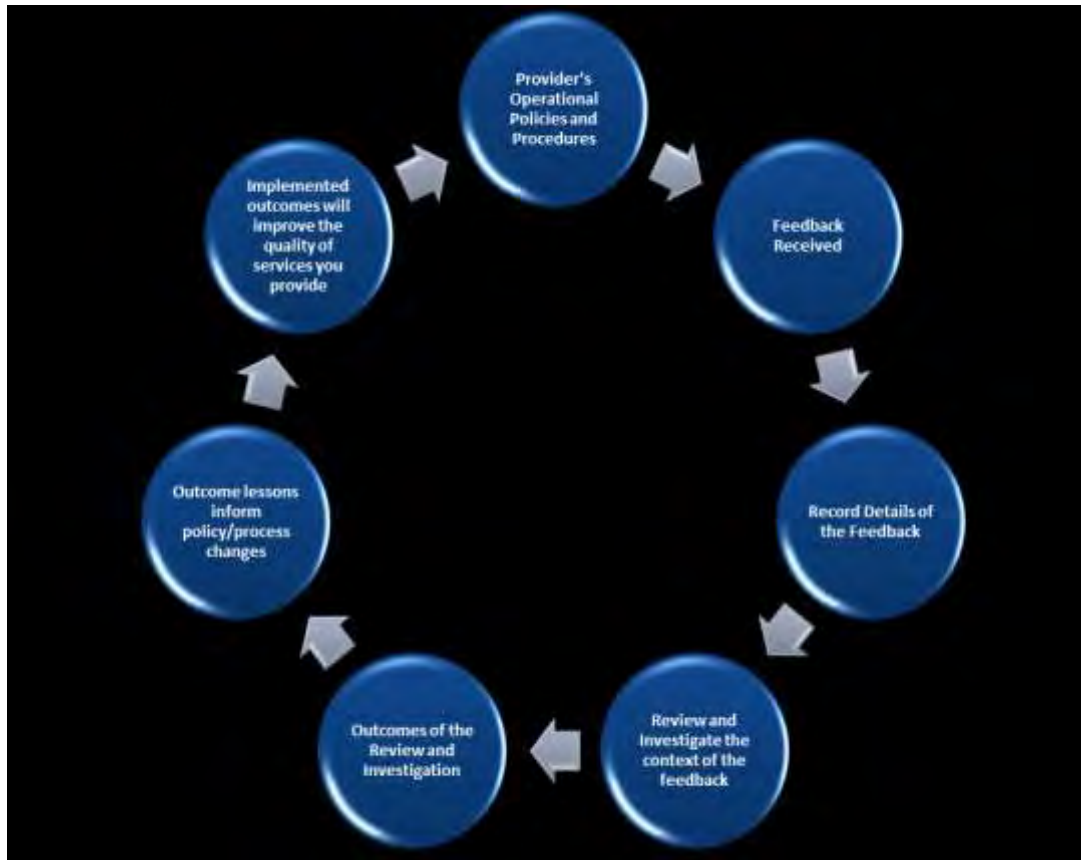 Provider's
Operational
Policies and
Procedures
Feedback
Received
Record Details of
the Feedback
Review and
Investigate the
context of the
feedback
Outcomes of the
Review and
Investigation
Outcome lessons
inform
policy/process
changes
Implemented
outcomes will
improve the
quality of
services you
provide